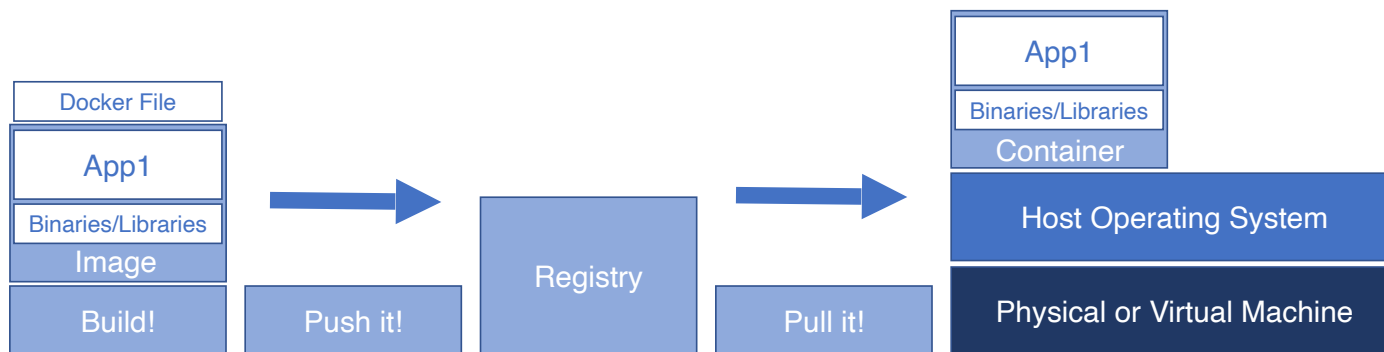 Docker File
App1
Binaries/Libraries
Image
Build!
Push it!
Registry
Pull it!
App1
Binaries/Libraries
Container
Host Operating System
Physical or Virtual Machine